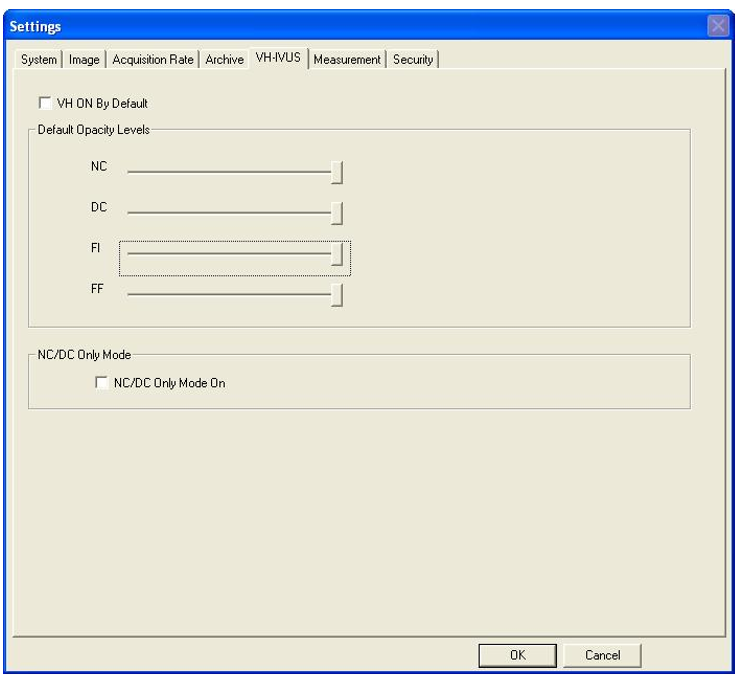 Settings
System Image Acquisition Rate Archive VH-IVUS Measurement Security
VH ON By Default
Default Opacity Levels
NC
DC
FI
FF
NC/DC Only Mode
NC/DC Only Mode On
OK Cancel